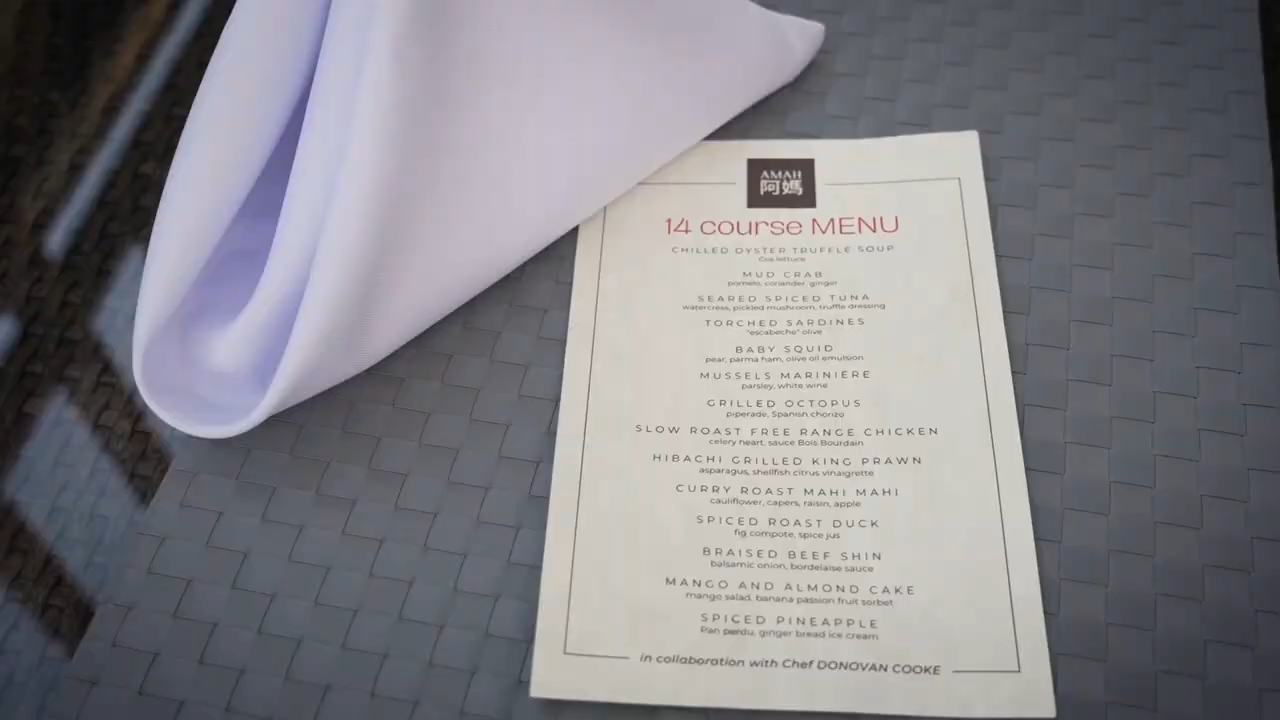 AMAH
阿媽
14 course MENU
CHILLED OYSTER TRUFFLE SOUP
Cos lettuce
MUD CRAB
pomelo, coriander, ginger
SEARED SPICED TUNA
watercress, pickled mushroom, truffle dressing
TORCHED SARDINES
"escabeche" olive
BABY SQUID
pear, parma ham, olive oil emulsion
MUSSELS MARINIERE
parsley, white wine
GRILLED OCTOPUS
piperade, Spanish chorizo
SLOW ROAST FREE RANGE CHICKEN
celery heart, sauce Bois Bourdain
HIBACHI GRILLED KING PRAWN
asparagus, shellfish citrus vinaigrette
CURRY ROAST MAHI MAHI
cauliflower, capers, raisin, apple
SPICED ROAST DUCK
fig compote, spice jus
BRAISED BEEF SHIN
balsamic onion, bordelaise sauce
MANGO AND ALMOND CAKE
mango salad, banana passion fruit sorbet
SPICED PINEAPPLE
Pan perdu, ginger bread ice cream
in collaboration with Chef DONOVAN COOKE